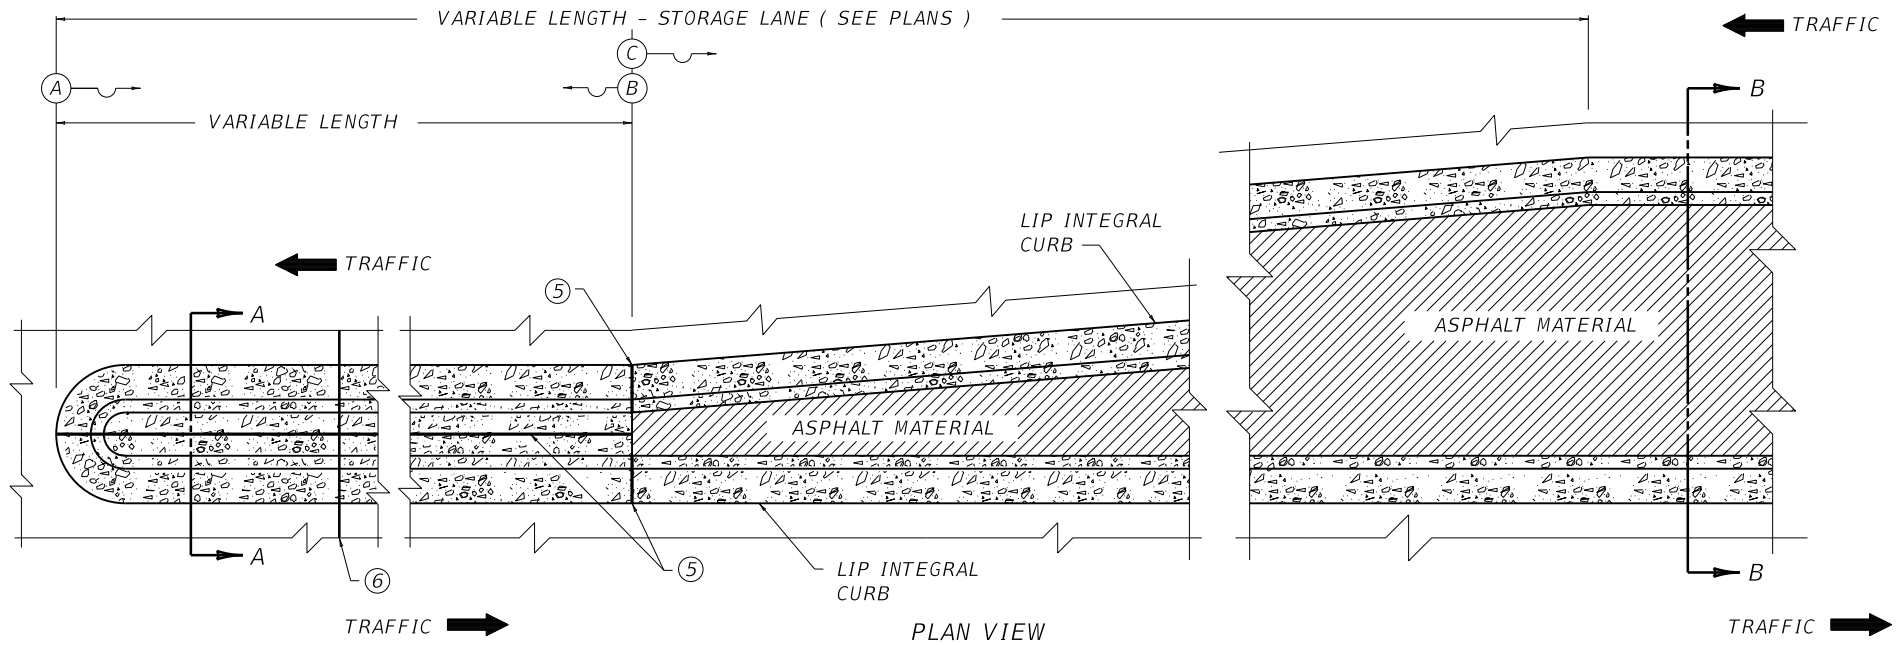 VARIABLE LENGTH - STORAGE LANE ( SEE PLANS )
TRAFFIC
C
A
B
B
VARIABLE LENGTH
LIP INTEGRAL
CURB
TRAFFIC
5
A
ASPHALT MATERIAL
ASPHALT MATERIAL
A
6
5
LIP INTEGRAL
CURB
B
TRAFFIC
PLAN VIEW
TRAFFIC